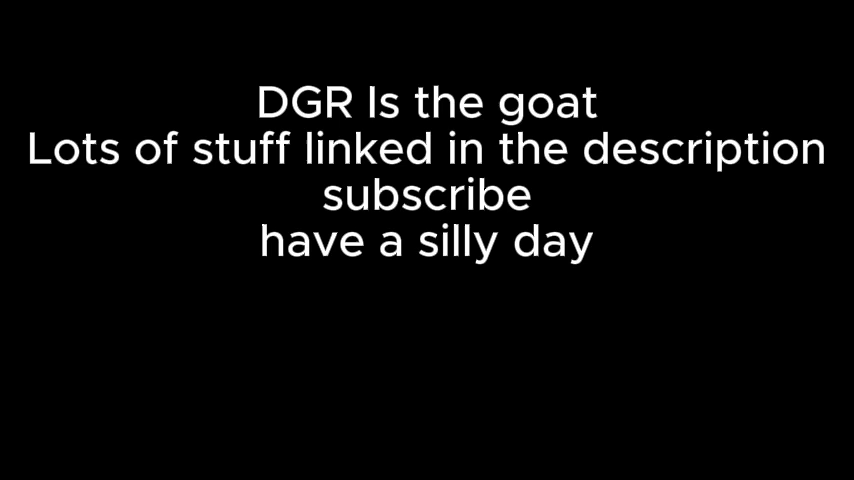 DGR Is the goat
Lots of stuff linked in the description
subscribe
have a silly day